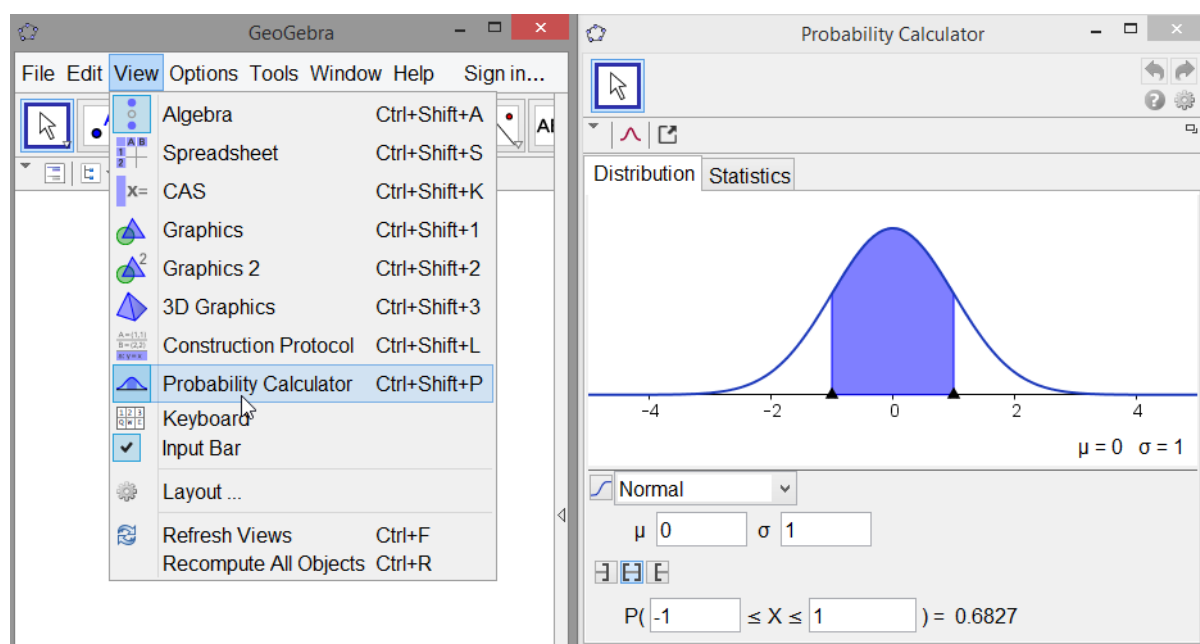 GeoGebra
File Edit View Options Tools Window Help Sign in...
Algebra Ctrl+Shift+A
Spreadsheet Ctrl+Shift+S
CAS Ctrl+Shift+K
Graphics Ctrl+Shift+1
Graphics 2 Ctrl+Shift+2
3D Graphics Ctrl+Shift+3
Construction Protocol Ctrl+Shift+L
Probability Calculator Ctrl+Shift+P
Keyboard
Input Bar
Layout ...
Refresh Views Ctrl+F
Recompute All Objects Ctrl+R
Probability Calculator
Distribution Statistics
-4 -2 0 2 4
μ = 0 σ = 1
Normal
μ 0 σ 1
P( -1 ≤ X ≤ 1 ) = 0.6827